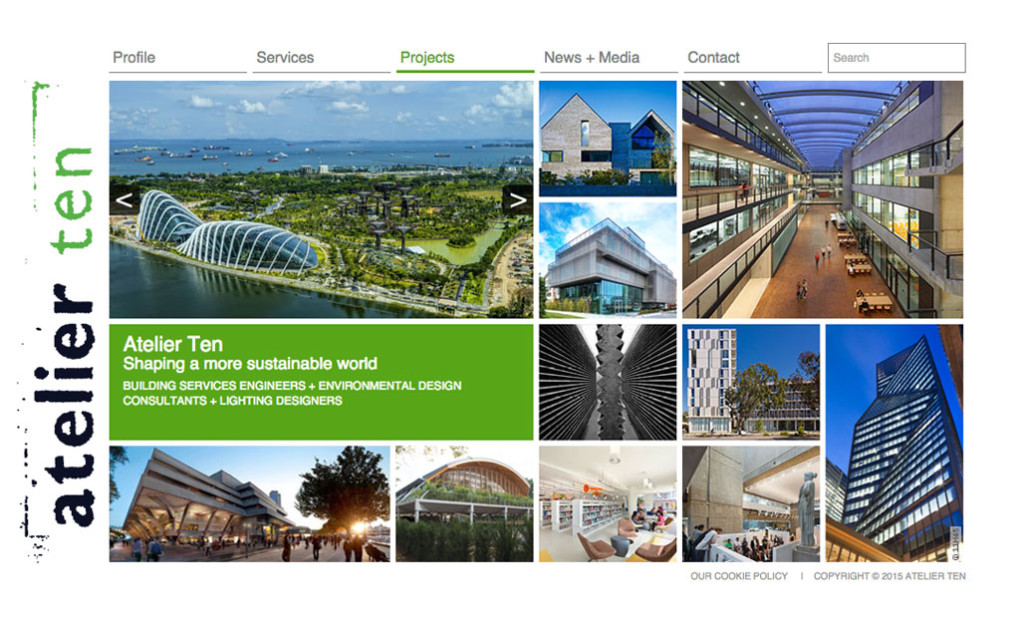 Profile
Services
Projects
News + Media
Contact
Search
atelier ten
<
>
Atelier Ten
Shaping a more sustainable world
BUILDING SERVICES ENGINEERS + ENVIRONMENTAL DESIGN
CONSULTANTS + LIGHTING DESIGNERS
OUR COOKIE POLICY | COPYRIGHT © 2015 ATELIER TEN